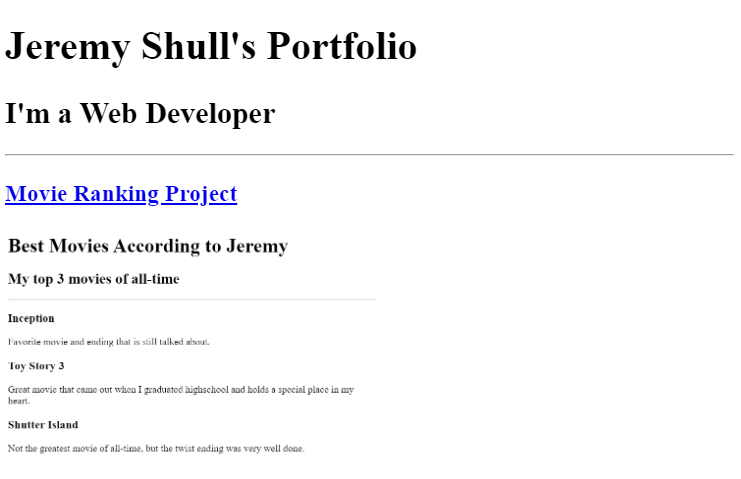 Jeremy Shull's Portfolio
I'm a Web Developer
Movie Ranking Project
Best Movies According to Jeremy
My top 3 movies of all-time
Inception
Favorite movie and ending that is still talked about.
Toy Story 3
Great movie that came out when I graduated highschool and holds a special place in my
heart.
Shutter Island
Not the greatest movie of all-time, but the twist ending was very well done.